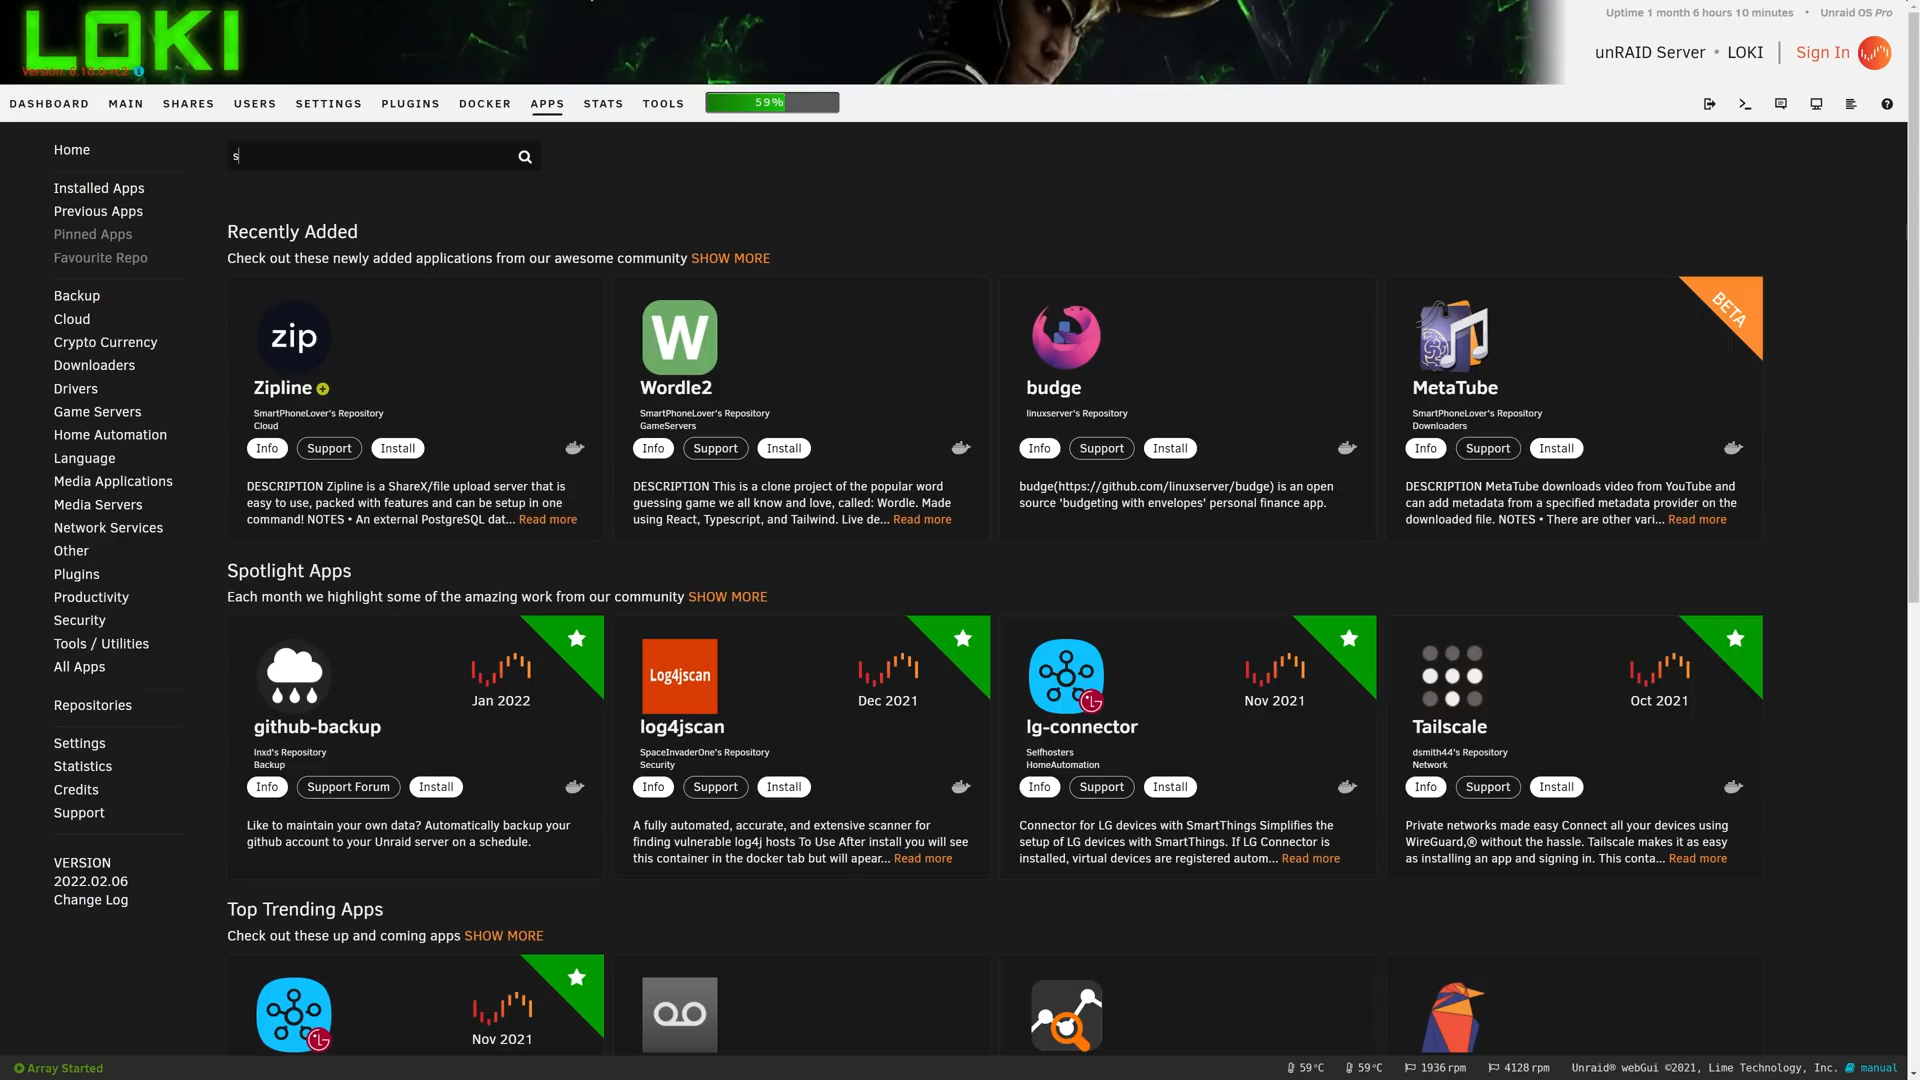 LOKI
Version: 6.10.0-rc2
Uptime 1 month 6 hours 10 minutes • Unraid OS Pro
unRAID Server • LOKI
Sign In
DASHBOARD MAIN SHARES USERS SETTINGS PLUGINS DOCKER APPS STATS TOOLS 59%
s
Home
Installed Apps
Previous Apps
Pinned Apps
Favourite Repo
Backup
Cloud
Crypto Currency
Downloaders
Drivers
Game Servers
Home Automation
Language
Media Applications
Media Servers
Network Services
Other
Plugins
Productivity
Security
Tools / Utilities
All Apps
Repositories
Settings
Statistics
Credits
Support
VERSION
2022.02.06
Change Log
Recently Added
Check out these newly added applications from our awesome community SHOW MORE
zip
Zipline
SmartPhoneLover's Repository
Cloud
Info Support Install
DESCRIPTION Zipline is a ShareX/file upload server that is
easy to use, packed with features and can be setup in one
command! NOTES • An external PostgreSQL dat... Read more
W
Wordle2
SmartPhoneLover's Repository
GameServers
Info Support Install
DESCRIPTION This is a clone project of the popular word
guessing game we all know and love, called: Wordle. Made
using React, Typescript, and Tailwind. Live de... Read more
budge
linuxserver's Repository
Info Support Install
budge(https://github.com/linuxserver/budge) is an open
source 'budgeting with envelopes' personal finance app.
BETA
MetaTube
SmartPhoneLover's Repository
Downloaders
Info Support Install
DESCRIPTION MetaTube downloads video from YouTube and
can add metadata from a specified metadata provider on the
downloaded file. NOTES • There are other vari... Read more
Spotlight Apps
Each month we highlight some of the amazing work from our community SHOW MORE
Jan 2022
github-backup
lnxd's Repository
Backup
Info Support Forum Install
Like to maintain your own data? Automatically backup your
github account to your Unraid server on a schedule.
Log4jscan
Dec 2021
log4jscan
SpaceInvaderOne's Repository
Security
Info Support Install
A fully automated, accurate, and extensive scanner for
finding vulnerable log4j hosts To Use After install you will see
this container in the docker tab but will apear... Read more
LG
Nov 2021
lg-connector
Selfhosters
HomeAutomation
Info Support Install
Connector for LG devices with SmartThings Simplifies the
setup of LG devices with SmartThings. If LG Connector is
installed, virtual devices are registered autom... Read more
Oct 2021
Tailscale
dsmith44's Repository
Network
Info Support Install
Private networks made easy Connect all your devices using
WireGuard,® without the hassle. Tailscale makes it as easy
as installing an app and signing in. This conta... Read more
Top Trending Apps
Check out these up and coming apps SHOW MORE
LG
Nov 2021
Array Started
59°C 59°C 1936 rpm 4128 rpm Unraid® webGui ©2021, Lime Technology, Inc. manual